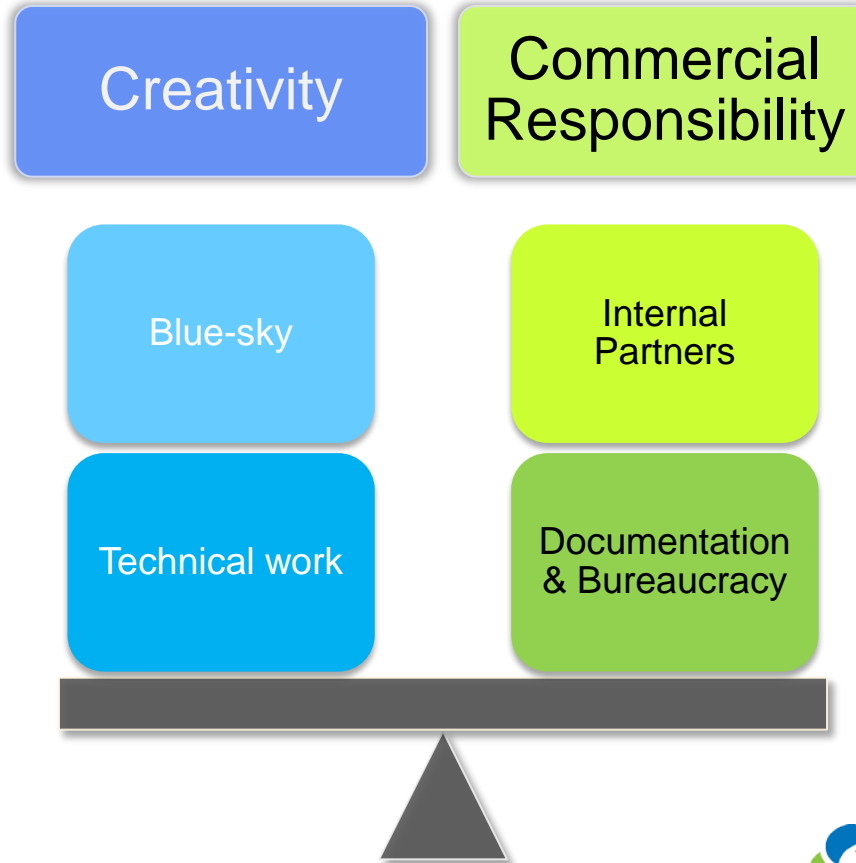 Creativity
Commercial
Responsibility
Blue-sky
Internal
Partners
Technical work
Documentation
& Bureaucracy